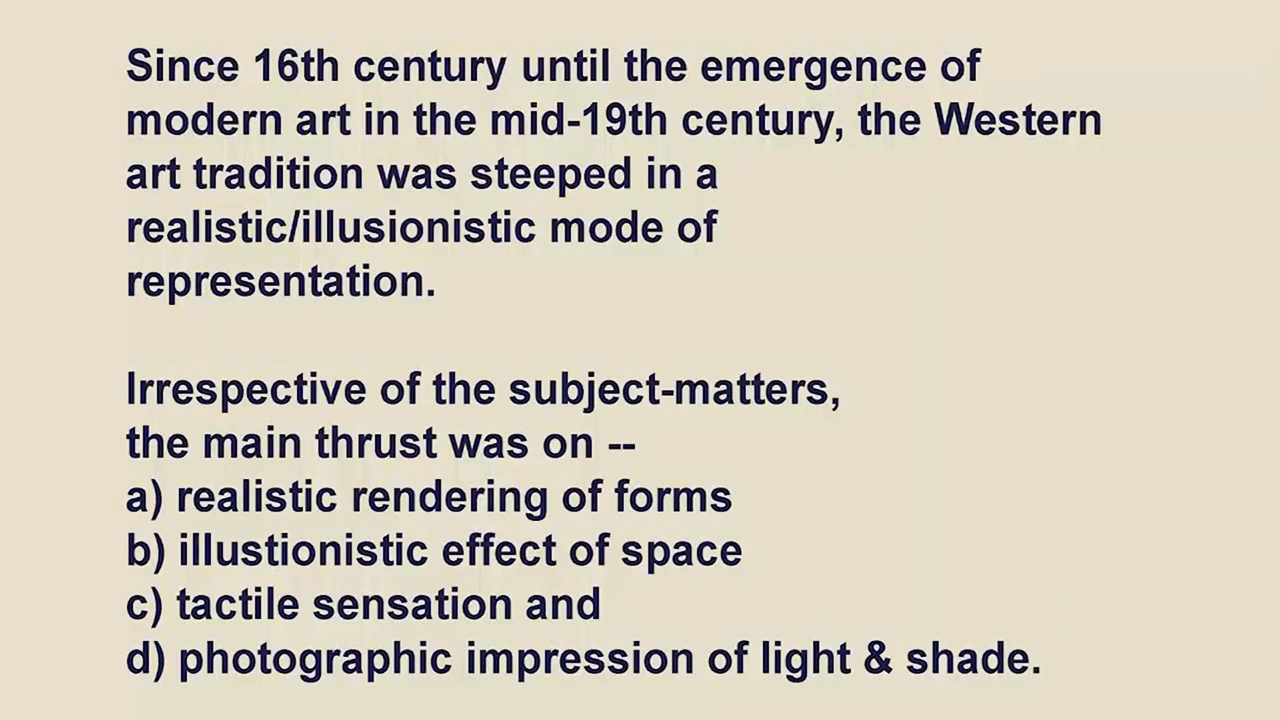 Since 16th century until the emergence of
modern art in the mid-19th century, the Western
art tradition was steeped in a
realistic/illusionistic mode of
representation.
Irrespective of the subject-matters,
the main thrust was on --
a) realistic rendering of forms
b) illustionistic effect of space
c) tactile sensation and
d) photographic impression of light & shade.